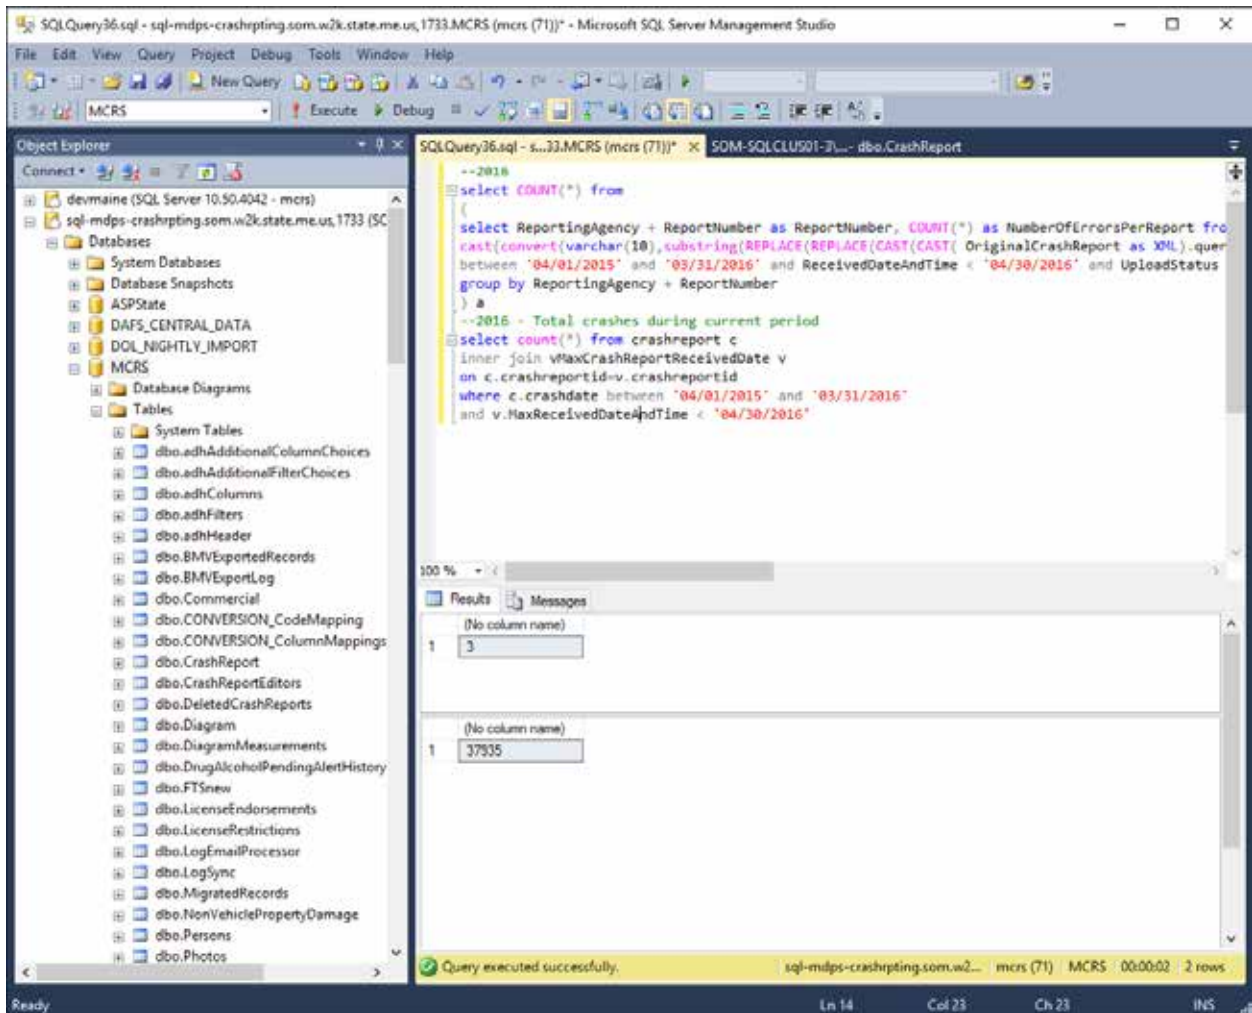 SQLQuery36.sql - sql-mdps-crashrpting.som.w2k.state.me.us,1733.MCRS (mcrs (71))* - Microsoft SQL Server Management Studio
File Edit View Query Project Debug Tools Window Help
New Query
MCRS Execute Debug
Object Explorer
Connect
devmaine (SQL Server 10.50.4042 - mcrs)
sql-mdps-crashrpting.som.w2k.state.me.us,1733 (SC
Databases
System Databases
Database Snapshots
ASPState
DAFS_CENTRAL_DATA
DOL_NIGHTLY_IMPORT
MCRS
Database Diagrams
Tables
System Tables
dbo.adhAdditionalColumnChoices
dbo.adhAdditionalFilterChoices
dbo.adhColumns
dbo.adhFilters
dbo.adhHeader
dbo.BMVExportedRecords
dbo.BMVExportLog
dbo.Commercial
dbo.CONVERSION_CodeMapping
dbo.CONVERSION_ColumnMappings
dbo.CrashReport
dbo.CrashReportEditors
dbo.DeletedCrashReports
dbo.Diagram
dbo.DiagramMeasurements
dbo.DrugAlcoholPendingAlertHistory
dbo.FTSnew
dbo.LicenseEndorsements
dbo.LicenseRestrictions
dbo.LogEmailProcessor
dbo.LogSync
dbo.MigratedRecords
dbo.NonVehiclePropertyDamage
dbo.Persons
dbo.Photos
SQLQuery36.sql - s...33.MCRS (mcrs (71))* SOM-SQLCLUS01-3\...- dbo.CrashReport
--2016
select COUNT(*) from
(
select ReportingAgency + ReportNumber as ReportNumber, COUNT(*) as NumberOfErrorsPerReport fro
cast(convert(varchar(10),substring(REPLACE(REPLACE(CAST(CAST( OriginalCrashReport as XML).quer
between '04/01/2015' and '03/31/2016' and ReceivedDateAndTime < '04/30/2016' and UploadStatus
group by ReportingAgency + ReportNumber
) a
--2016 - Total crashes during current period
select count(*) from crashreport c
inner join vMaxCrashReportReceivedDate v
on c.crashreportid=v.crashreportid
where c.crashdate between '04/01/2015' and '03/31/2016'
and v.MaxReceivedDateAndTime < '04/30/2016'
100 %
Results Messages
(No column name)
1 3
(No column name)
1 37935
Query executed successfully. sql-mdps-crashrpting.som.w2... mcrs (71) MCRS 00:00:02 2 rows
Ready Ln 14 Col 23 Ch 23 INS